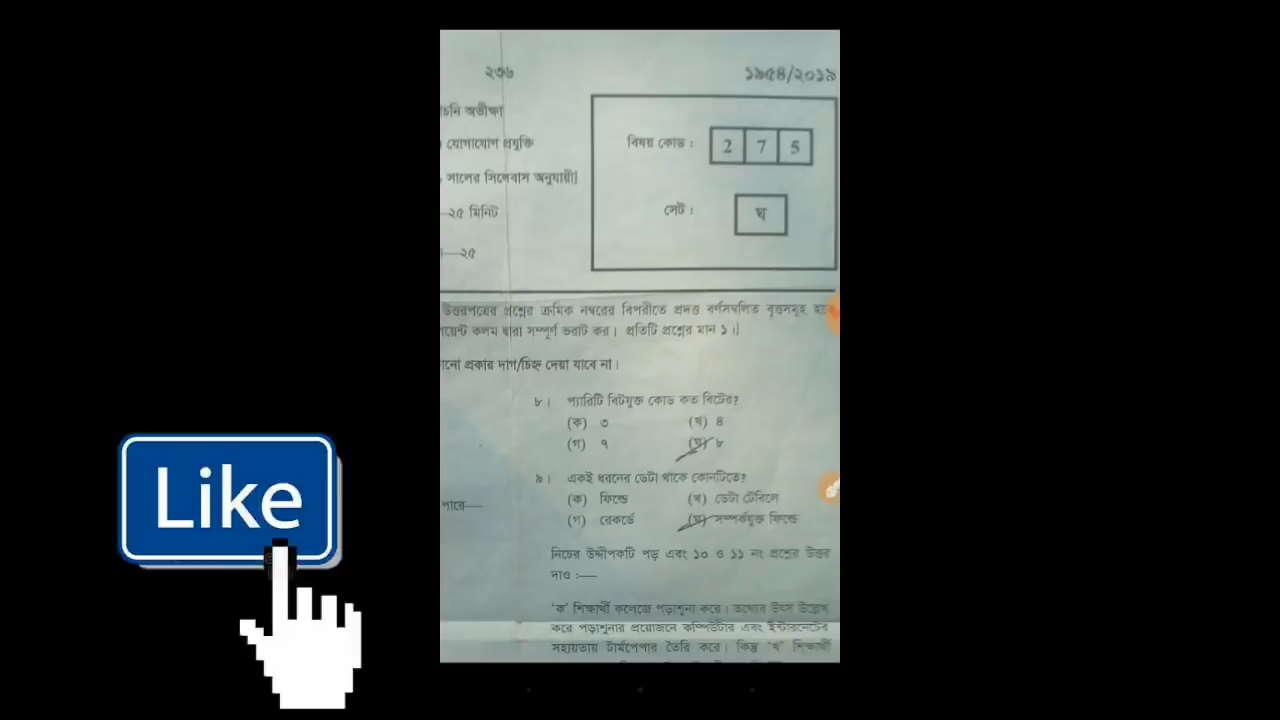 ২৩৬
১৯৫৪/২০১৯
চনি অভীক্ষা
যোগাযোগ প্রযুক্তি
সালের সিলেবাস অনুযায়ী]
—২৫ মিনিট
—২৫
বিষয় কোড : 2 7 5
সেট : ঘ
উত্তরপত্রের প্রশ্নের ক্রমিক নম্বরের বিপরীতে প্রদত্ত বর্ণসম্বলিত বৃত্তসমূহ হতে
য়েন্ট কলম দ্বারা সম্পূর্ণ ভরাট কর। প্রতিটি প্রশ্নের মান ১।]
নো প্রকার দাগ/চিহ্ন দেয়া যাবে না।
৮। প্যারিটি বিটযুক্ত কোড কত বিটের?
(ক) ৩ (খ) ৪
(গ) ৭ (ঘ) ৮
৯। একই ধরনের ডেটা থাকে কোনটিতে?
(ক) ফিল্ডে (খ) ডেটা টেবিলে
পারে—
(গ) রেকর্ডে (ঘ) সম্পর্কযুক্ত ফিল্ডে
নিচের উদ্দীপকটি পড় এবং ১০ ও ১১ নং প্রশ্নের উত্তর
দাও :—
‘ক’ শিক্ষার্থী কলেজে পড়াশুনা করে। তথ্যের উৎস উল্লেখ
করে পড়াশুনার প্রয়োজনে কম্পিউটার এবং ইন্টারনেটের
সহায়তায় টার্মপেপার তৈরি করে। কিন্তু ‘খ’ শিক্ষার্থী
Like